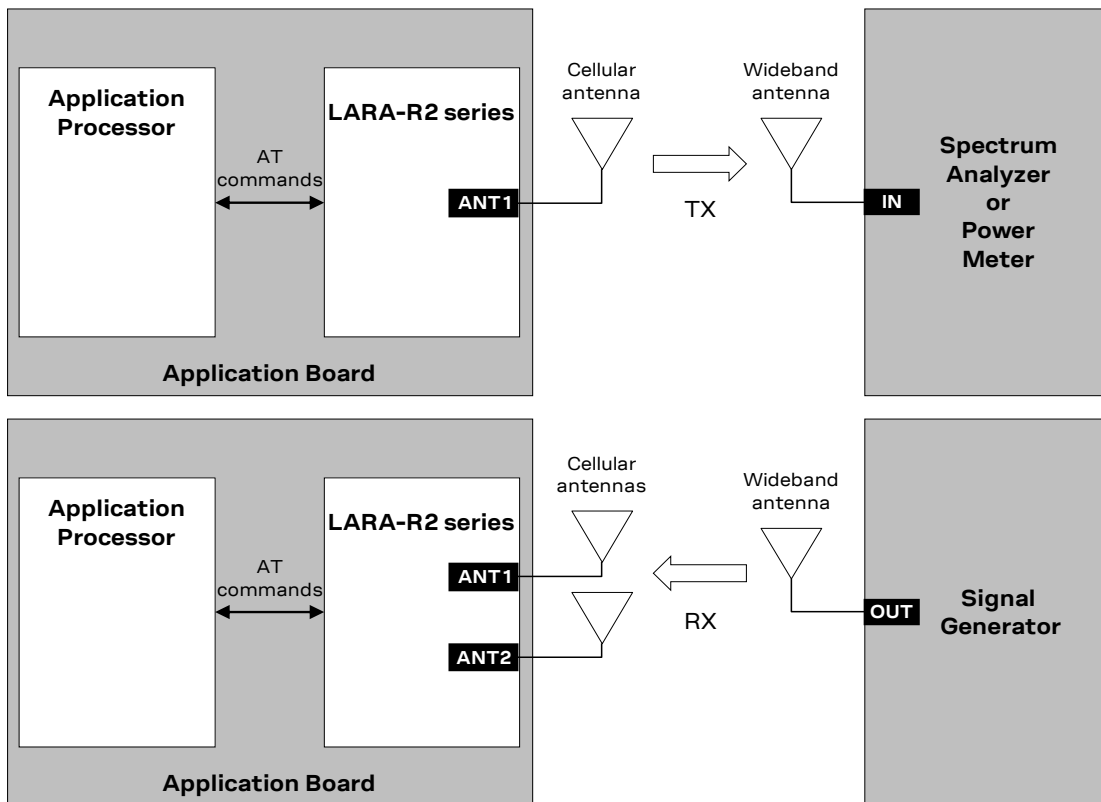 Application
Processor
AT
commands
LARA-R2 series
ANT1
Application Board
Cellular
antenna
TX
Wideband
antenna
IN
Spectrum
Analyzer
or
Power
Meter
Application
Processor
AT
commands
LARA-R2 series
ANT1
ANT2
Application Board
Cellular
antennas
RX
Wideband
antenna
OUT
Signal
Generator